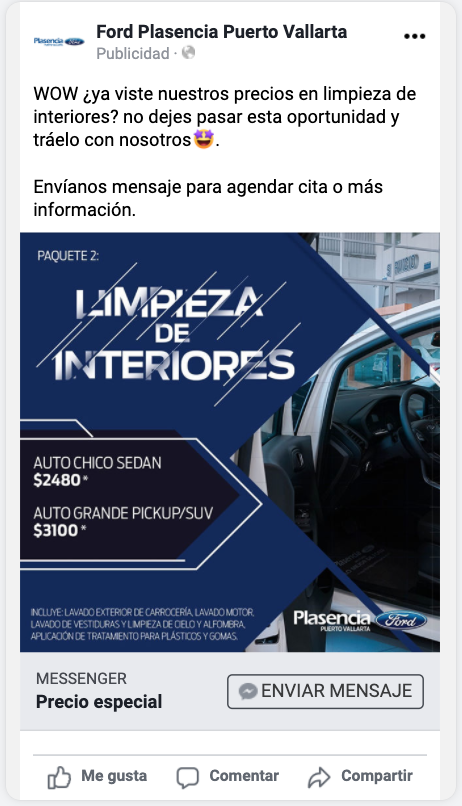 Ford Plasencia Puerto Vallarta
Publicidad ·
WOW ¿ya viste nuestros precios en limpieza de
interiores? no dejes pasar esta oportunidad y
tráelo con nosotros🤩.
Envíanos mensaje para agendar cita o más
información.
PAQUETE 2:
LIMPIEZA
DE
INTERIORES
AUTO CHICO SEDAN
$2480*
AUTO GRANDE PICKUP/SUV
$3100*
INCLUYE: LAVADO EXTERIOR DE CARROCERÍA, LAVADO MOTOR,
LAVADO DE VESTIDURAS Y LIMPIEZA DE CIELO Y ALFOMBRA,
APLICACIÓN DE TRATAMIENTO PARA PLÁSTICOS Y GOMAS.
Plasencia Ford
PUERTO VALLARTA
MESSENGER
Precio especial
ENVIAR MENSAJE
Me gusta Comentar Compartir